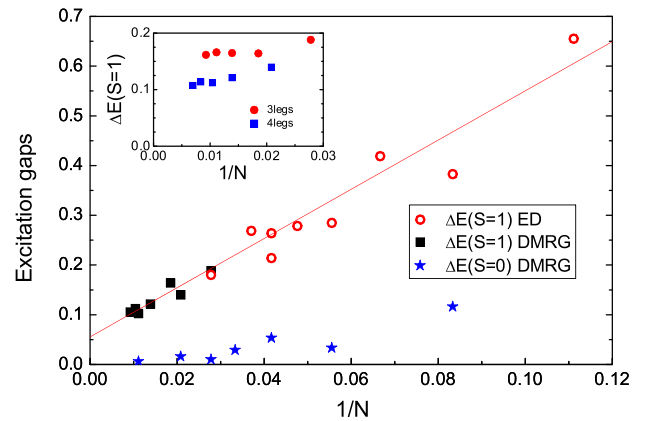 0.7
0.6
0.5
0.4
0.3
0.2
0.1
0.0
Excitation gaps
0.00 0.02 0.04 0.06 0.08 0.10 0.12
1/N
0.2
0.1
0.0
ΔE(S=1)
0.00 0.01 0.02 0.03
1/N
3legs
4legs
ΔE(S=1) ED
ΔE(S=1) DMRG
ΔE(S=0) DMRG